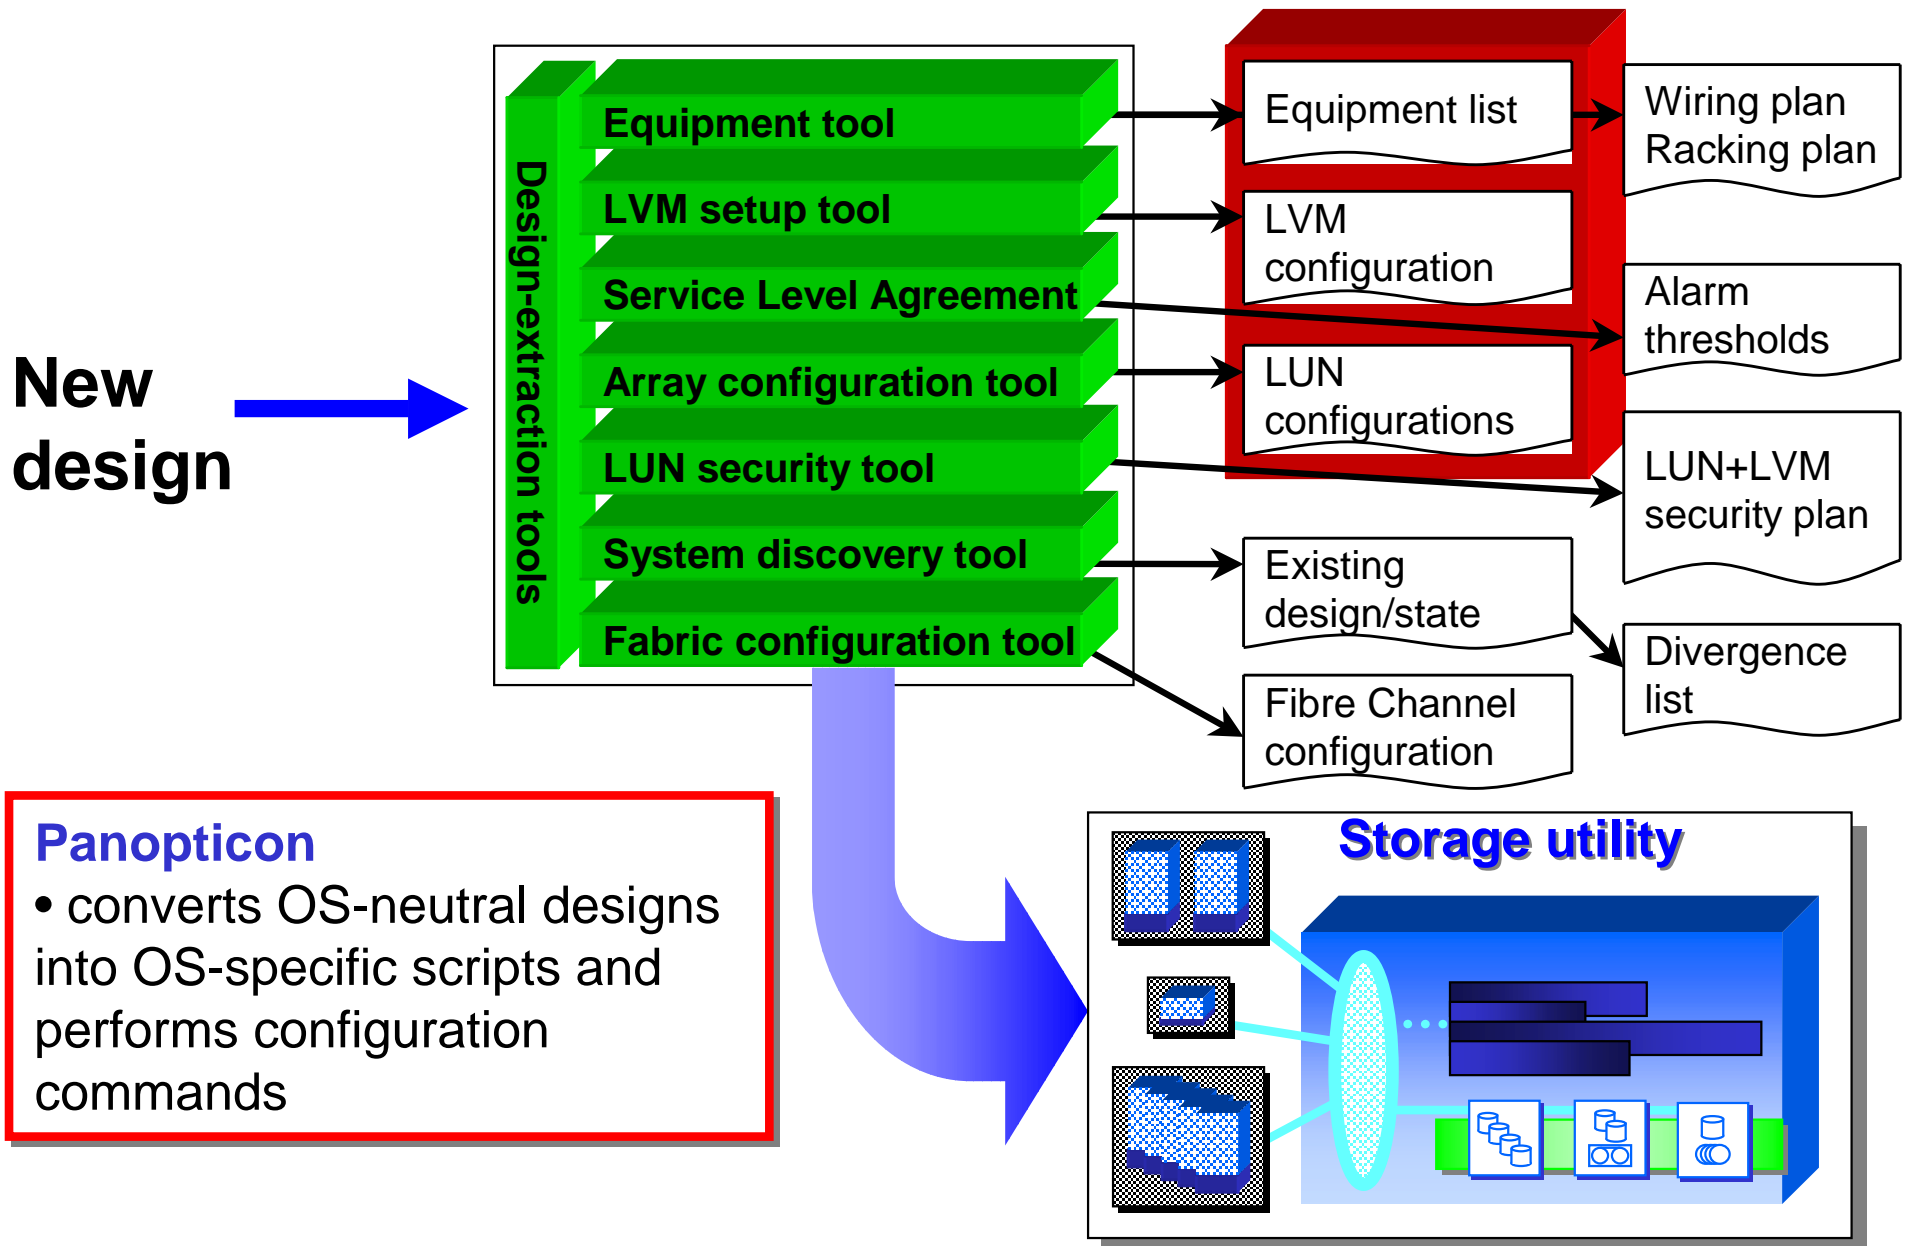 New
design
Design-extraction tools
Equipment tool
LVM setup tool
Service Level Agreement
Array configuration tool
LUN security tool
System discovery tool
Fabric configuration tool
Equipment list
LVM
configuration
LUN
configurations
Existing
design/state
Fibre Channel
configuration
Wiring plan
Racking plan
Alarm
thresholds
LUN+LVM
security plan
Divergence
list
Panopticon
• converts OS-neutral designs
into OS-specific scripts and
performs configuration
commands
Storage utility